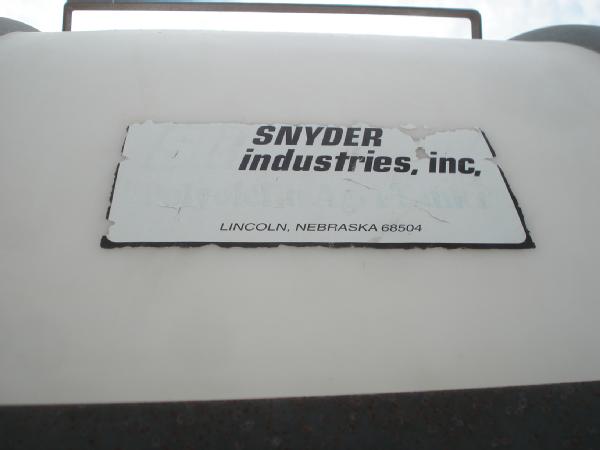 SNYDER
industries, inc,
LINCOLN, NEBRASKA 68504